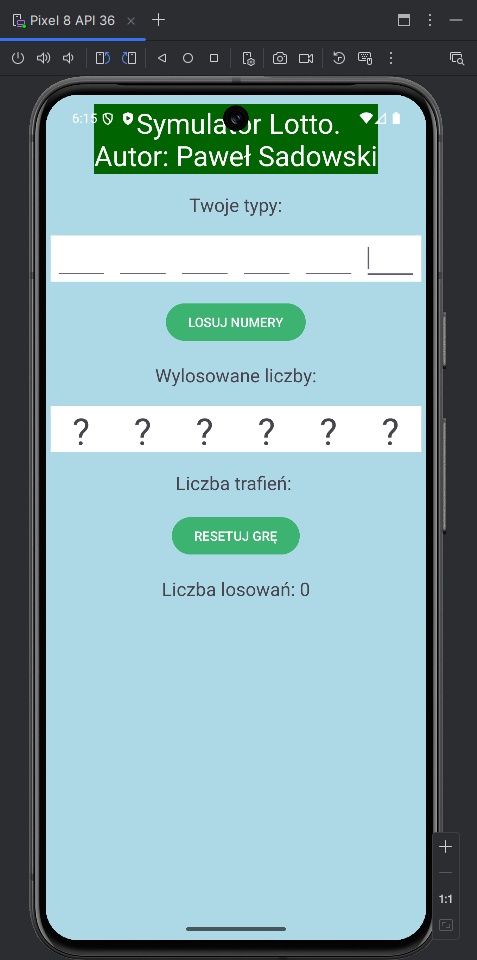 Pixel 8 API 36
6:15
Symulator Lotto.
Autor: Paweł Sadowski
Twoje typy:
LOSUJ NUMERY
Wylosowane liczby:
? ? ? ? ? ?
Liczba trafień:
RESETUJ GRĘ
Liczba losowań: 0
1:1